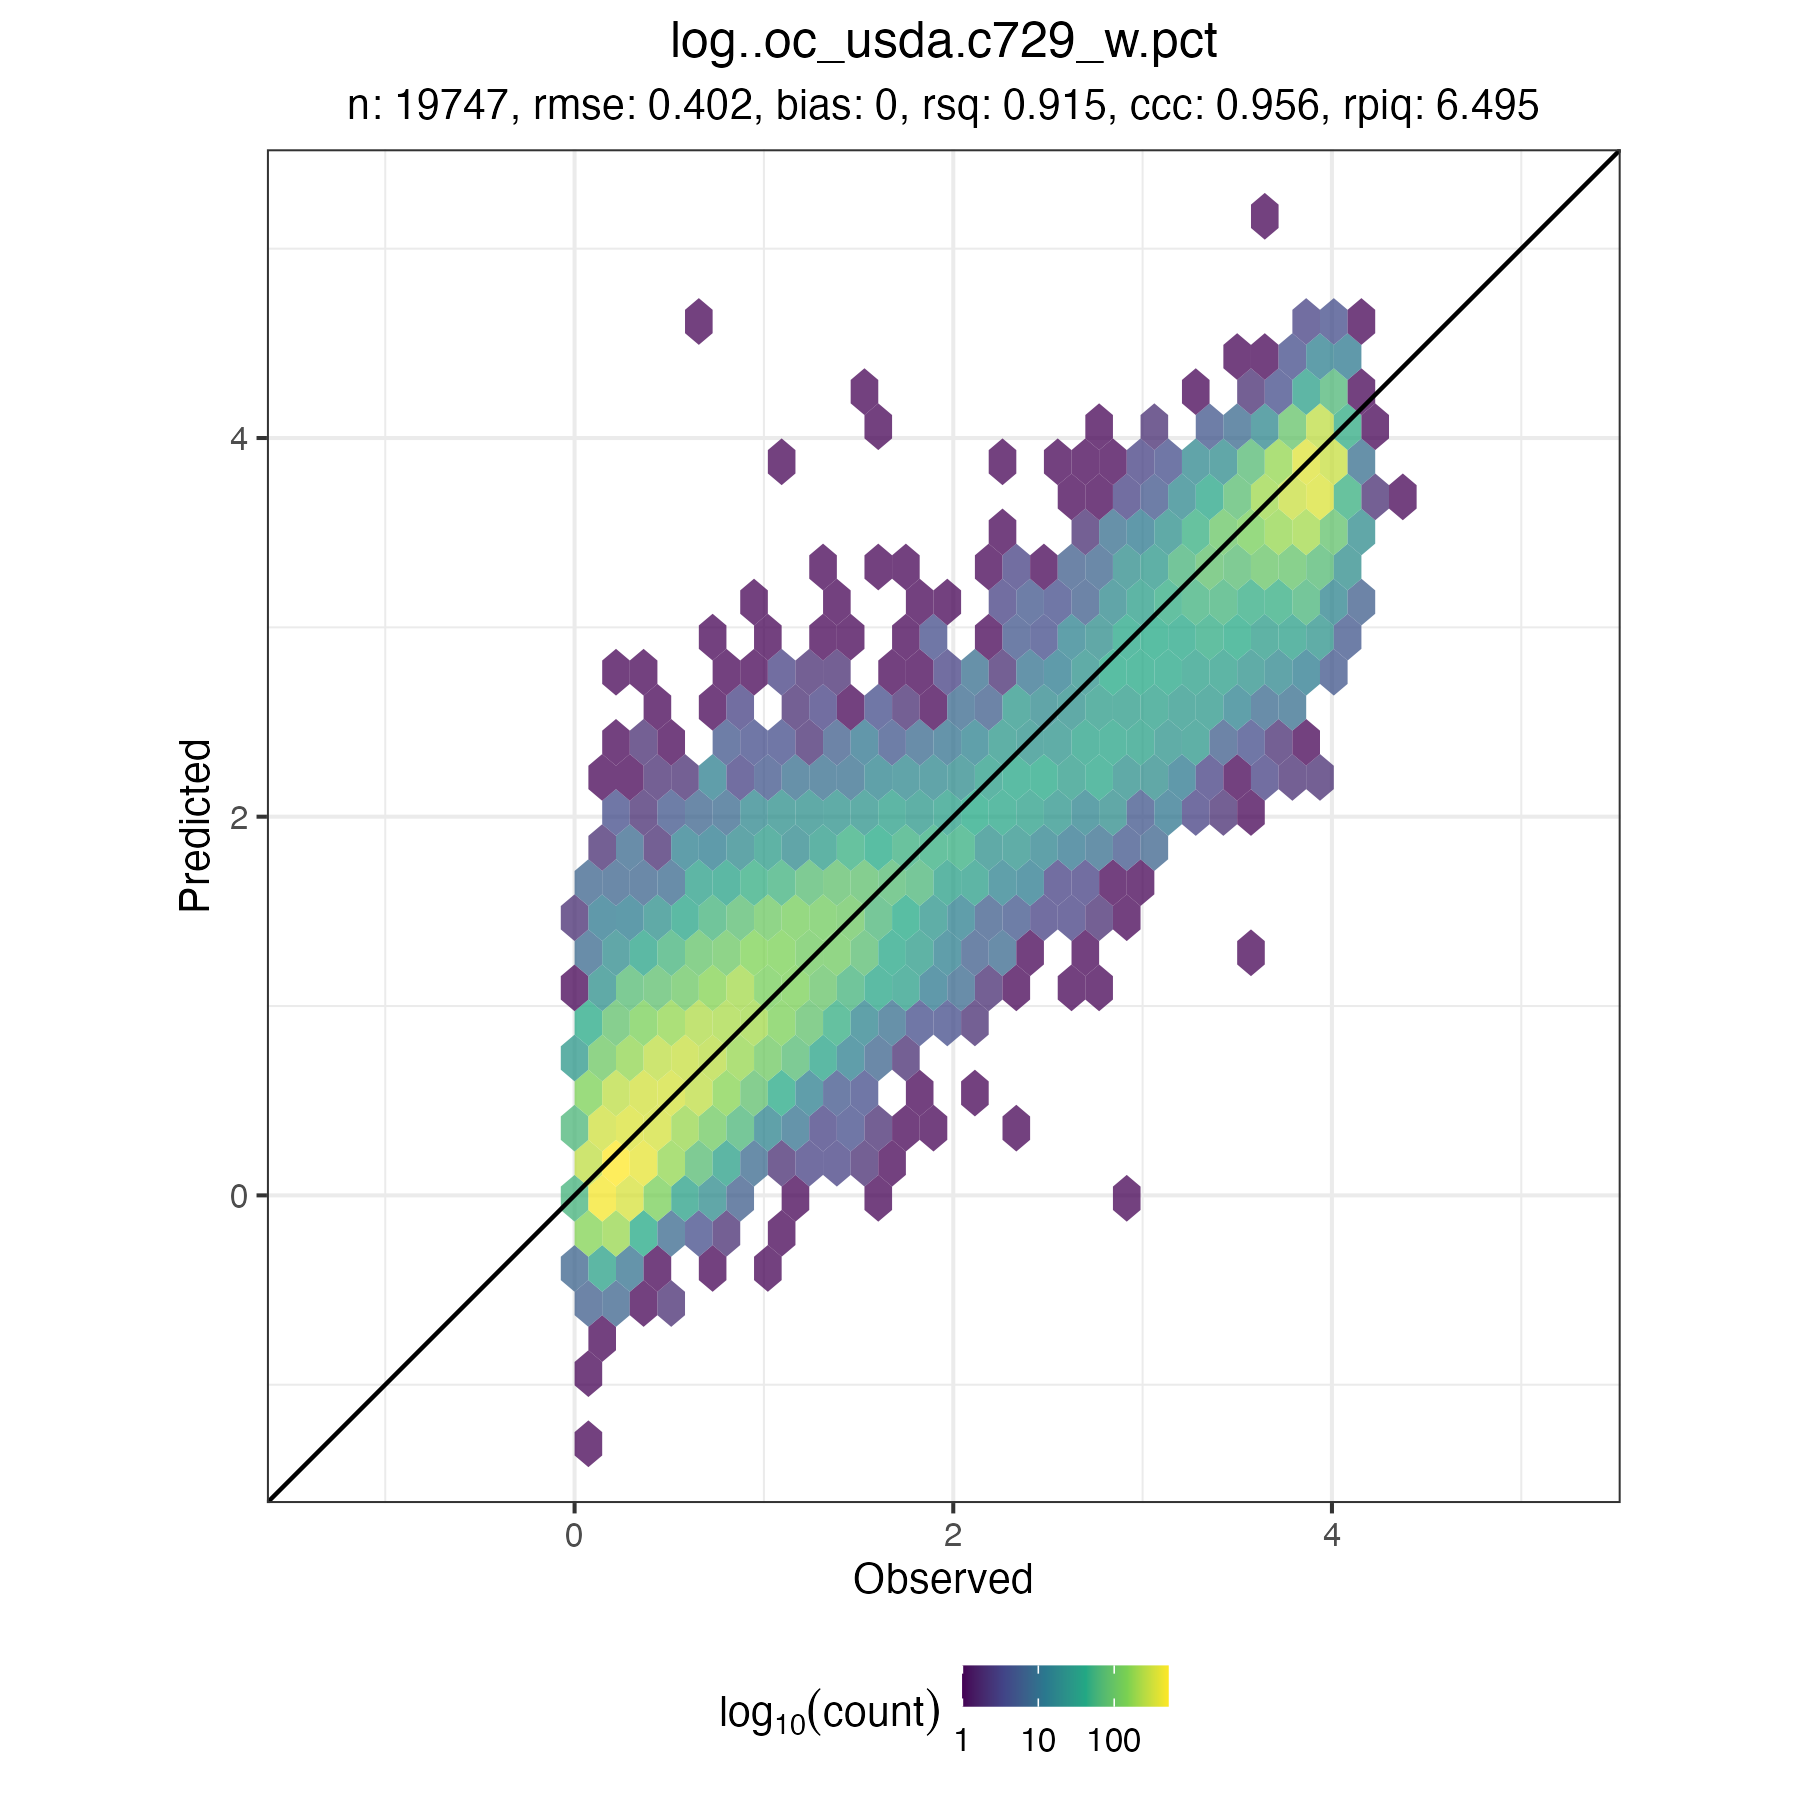 log..oc_usda.c729_w.pct
n: 19747, rmse: 0.402, bias: 0, rsq: 0.915, ccc: 0.956, rpiq: 6.495
4
2
0
Predicted
0 2 4
Observed
log₁₀(count)
1 10 100